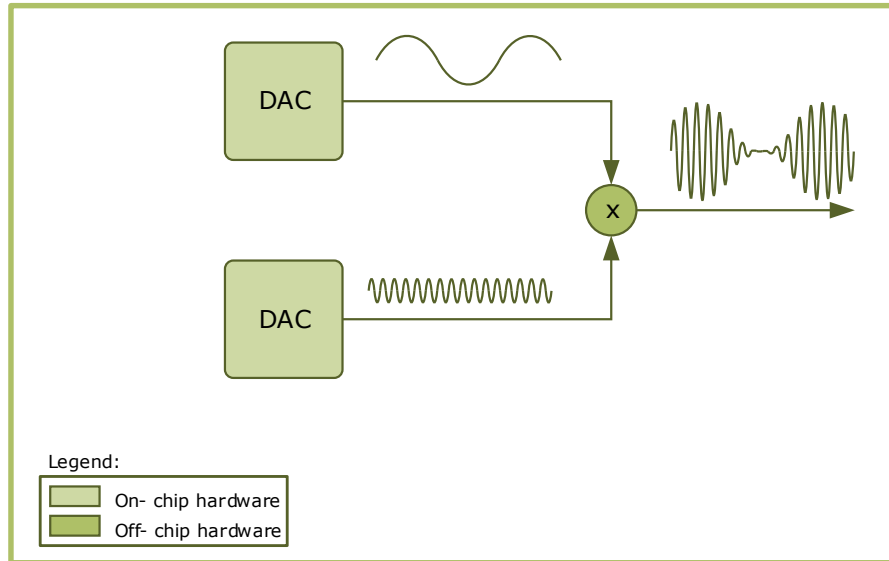 DAC
x
DAC
Legend:
On- chip hardware
Off- chip hardware